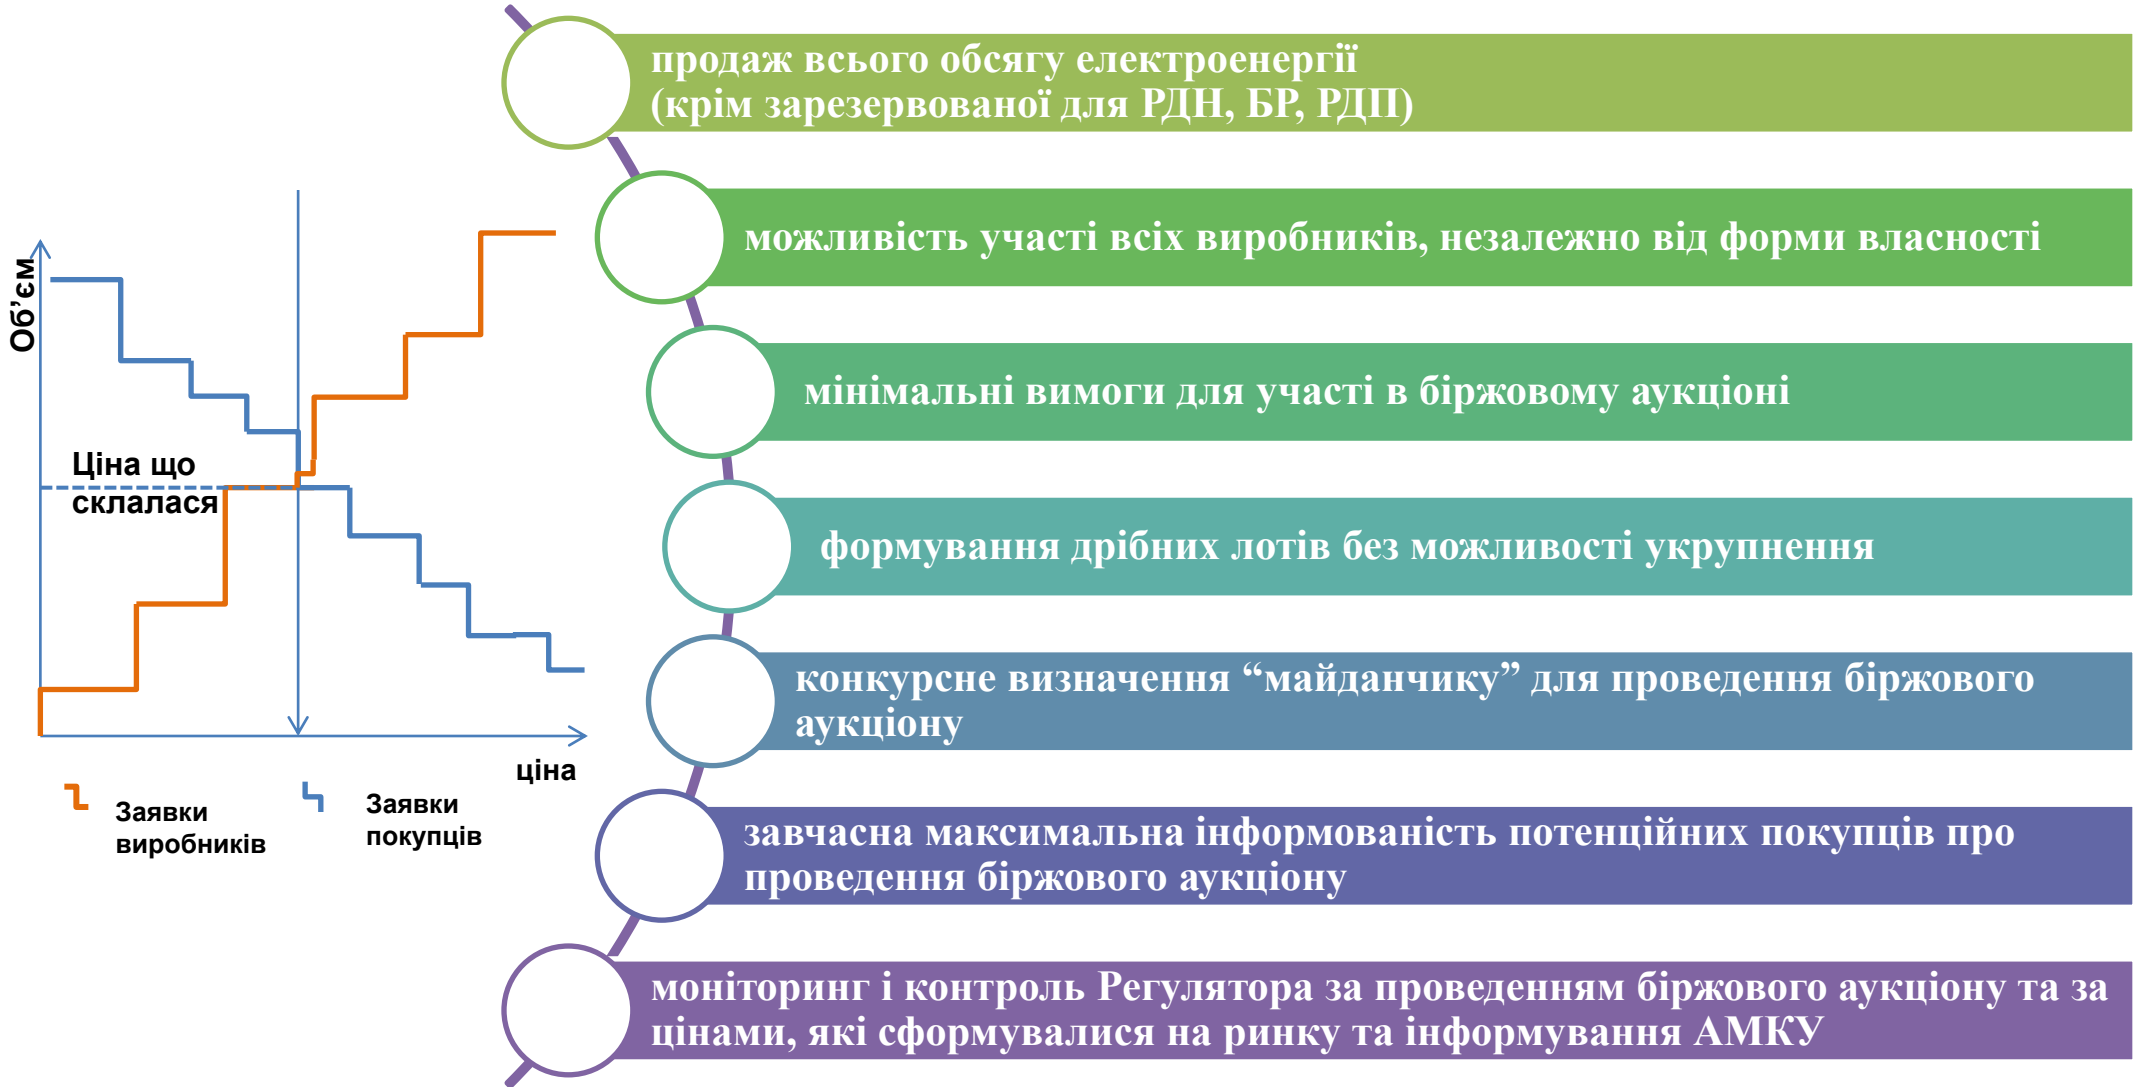 продаж всього обсягу електроенергії
(крім зарезервованої для РДН, БР, РДП)
можливість участі всіх виробників, незалежно від форми власності
мінімальні вимоги для участі в біржовому аукціоні
формування дрібних лотів без можливості укрупнення
конкурсне визначення “майданчику” для проведення біржового
аукціону
завчасна максимальна інформованість потенційних покупців про
проведення біржового аукціону
моніторинг і контроль Регулятора за проведенням біржового аукціону та за
цінами, які сформувалися на ринку та інформування АМКУ
Об’єм
Ціна що
склалася
ціна
Заявки
виробників
Заявки
покупців